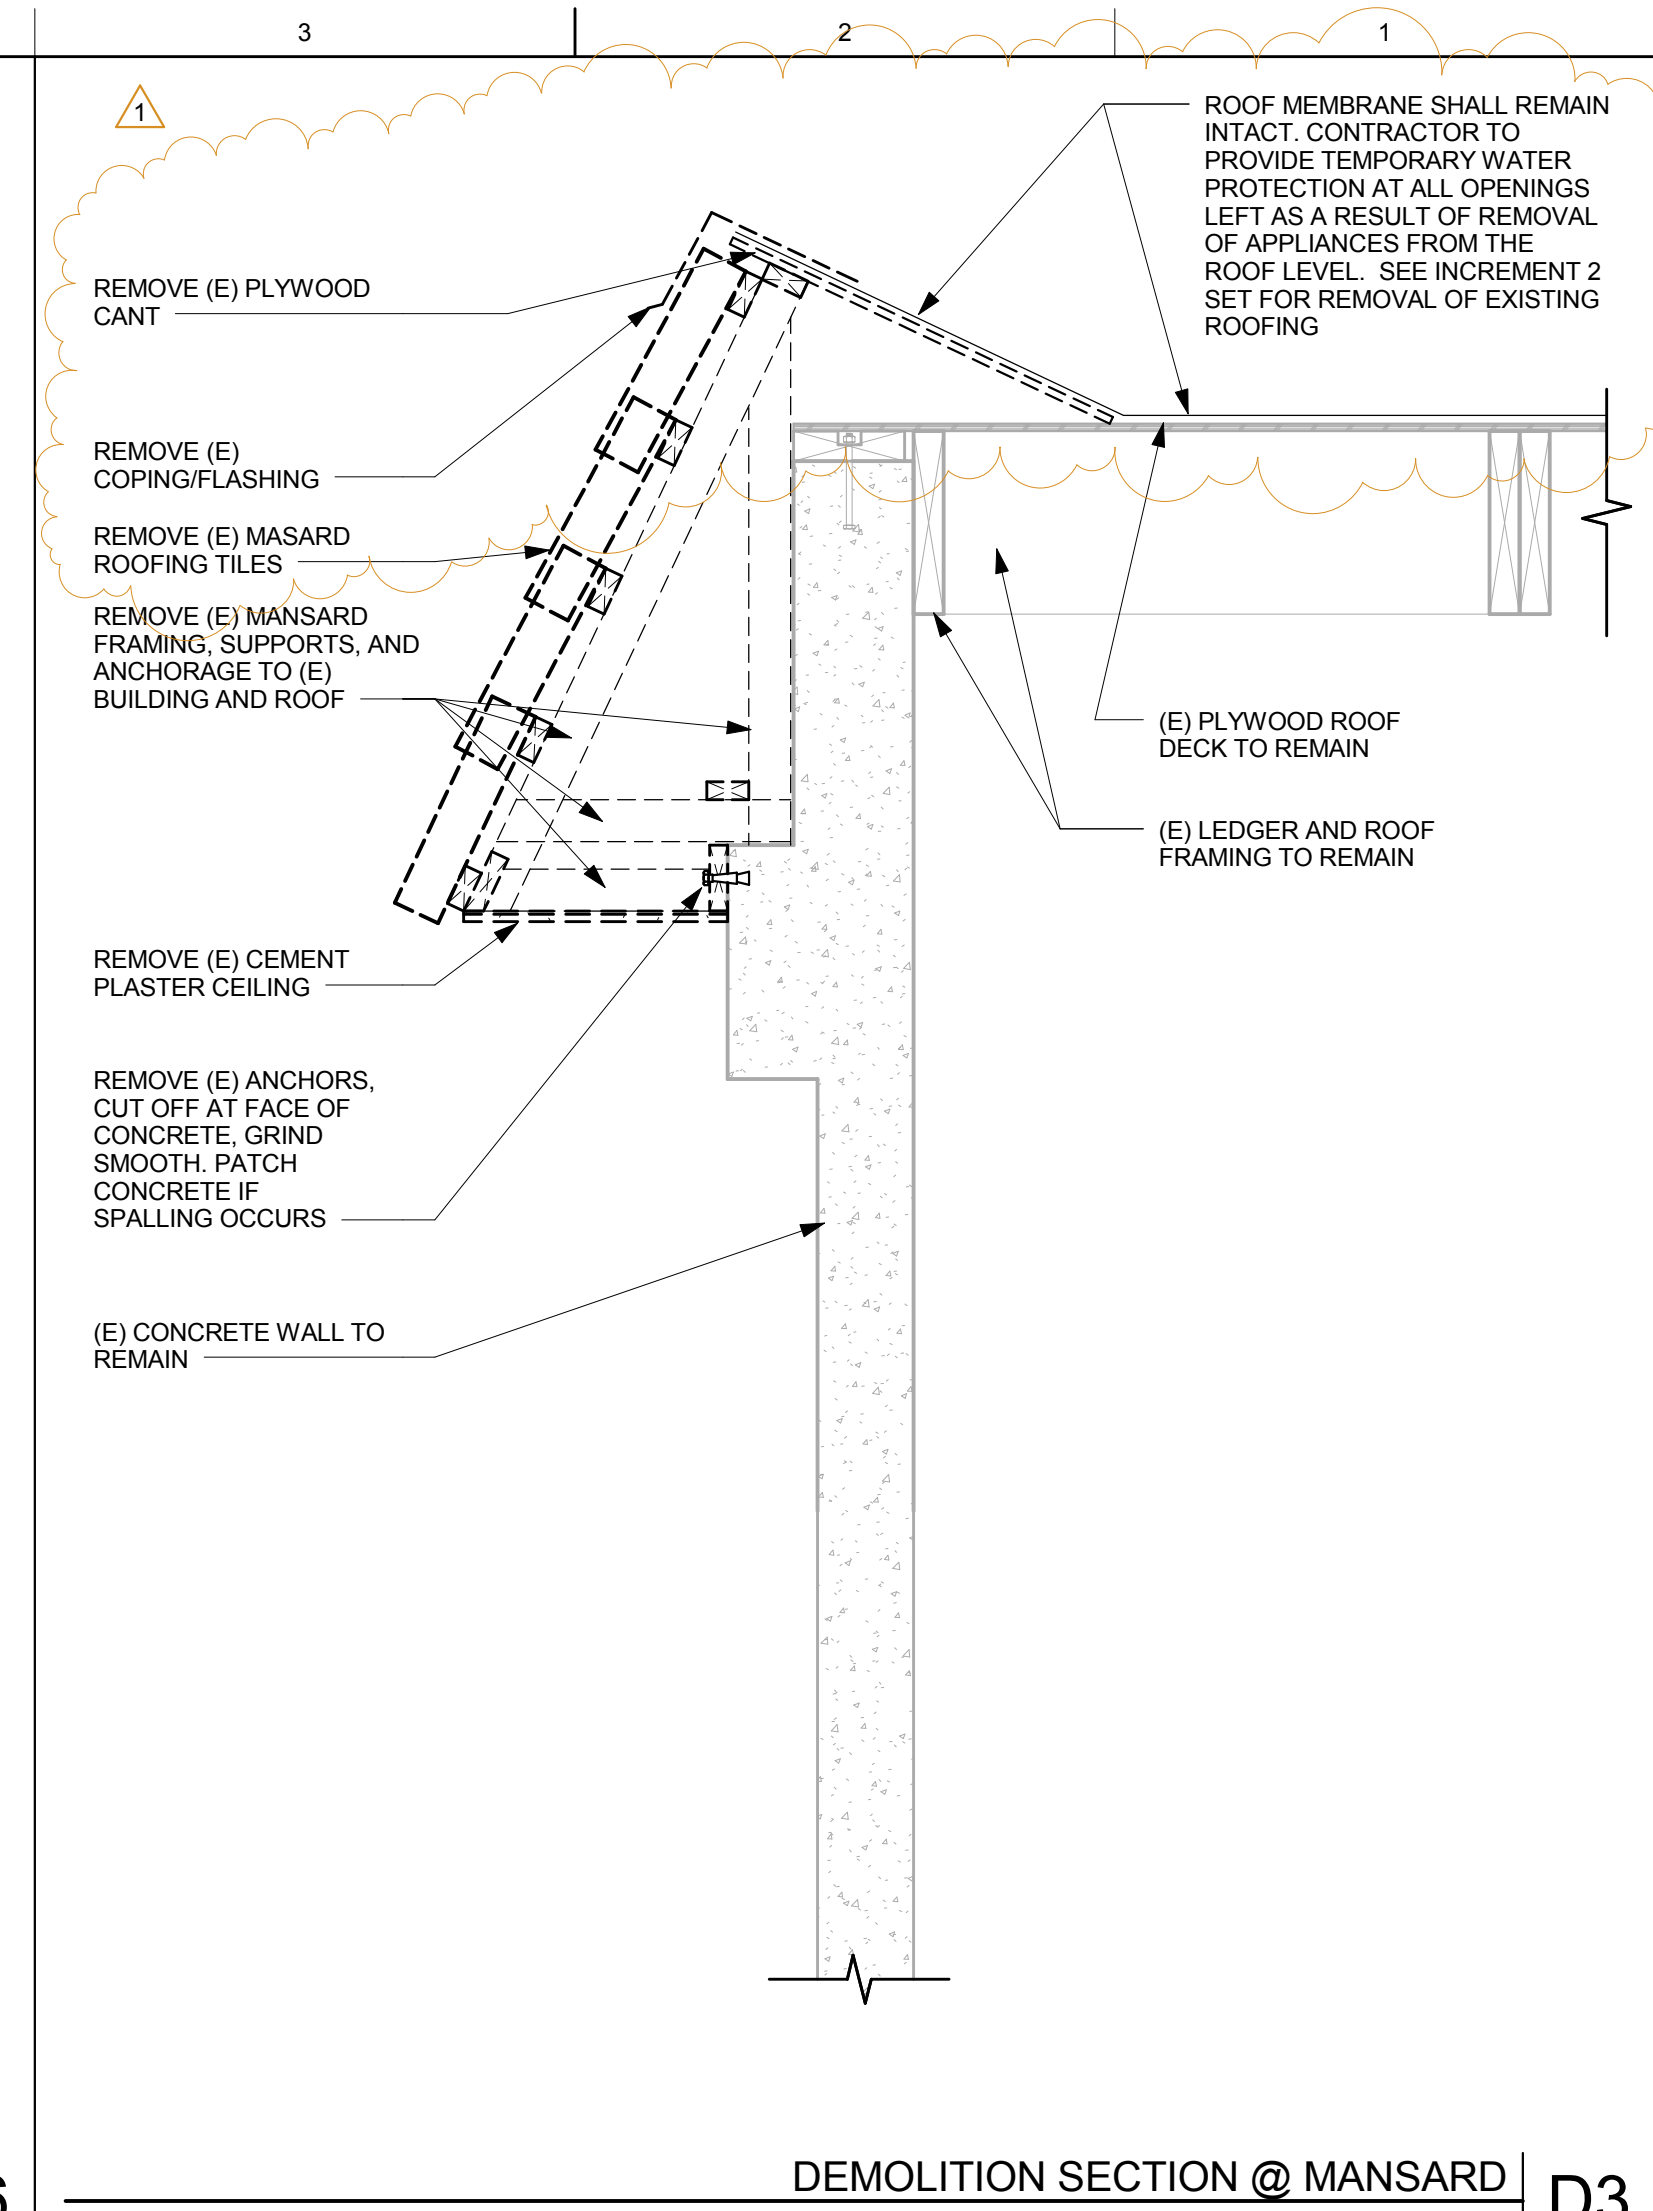 3
2
1
1
ROOF MEMBRANE SHALL REMAIN
INTACT. CONTRACTOR TO
PROVIDE TEMPORARY WATER
PROTECTION AT ALL OPENINGS
LEFT AS A RESULT OF REMOVAL
OF APPLIANCES FROM THE
ROOF LEVEL. SEE INCREMENT 2
SET FOR REMOVAL OF EXISTING
ROOFING
REMOVE (E) PLYWOOD
CANT
REMOVE (E)
COPING/FLASHING
REMOVE (E) MASARD
ROOFING TILES
REMOVE (E) MANSARD
FRAMING, SUPPORTS, AND
ANCHORAGE TO (E)
BUILDING AND ROOF
(E) PLYWOOD ROOF
DECK TO REMAIN
(E) LEDGER AND ROOF
FRAMING TO REMAIN
REMOVE (E) CEMENT
PLASTER CEILING
REMOVE (E) ANCHORS,
CUT OFF AT FACE OF
CONCRETE, GRIND
SMOOTH. PATCH
CONCRETE IF
SPALLING OCCURS
(E) CONCRETE WALL TO
REMAIN
DEMOLITION SECTION @ MANSARD
D3